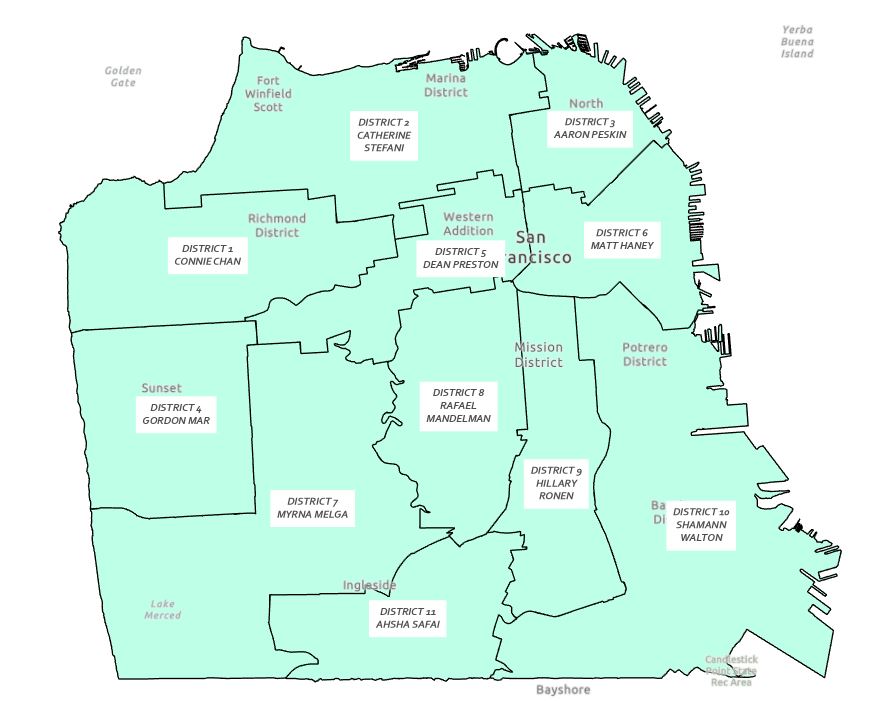 Yerba
Buena
Island
Golden
Gate
Fort
Winfield
Scott
Marina
District
North
DISTRICT 2
CATHERINE
STEFANI
DISTRICT 3
AARON PESKIN
Richmond
District
Western
Addition
San
DISTRICT 6
MATT HANEY
DISTRICT 1
CONNIE CHAN
DISTRICT 5
DEAN PRESTON
rancisco
Mission
District
Potrero
District
Sunset
DISTRICT 4
GORDON MAR
DISTRICT 8
RAFAEL
MANDELMAN
DISTRICT 9
HILLARY
RONEN
DISTRICT 7
MYRNA MELGA
Ba
Di
DISTRICT 10
SHAMANN
WALTON
Ingleside
Lake
Merced
DISTRICT 11
AHSHA SAFAI
Candlestick
Point State
Rec Area
Bayshore